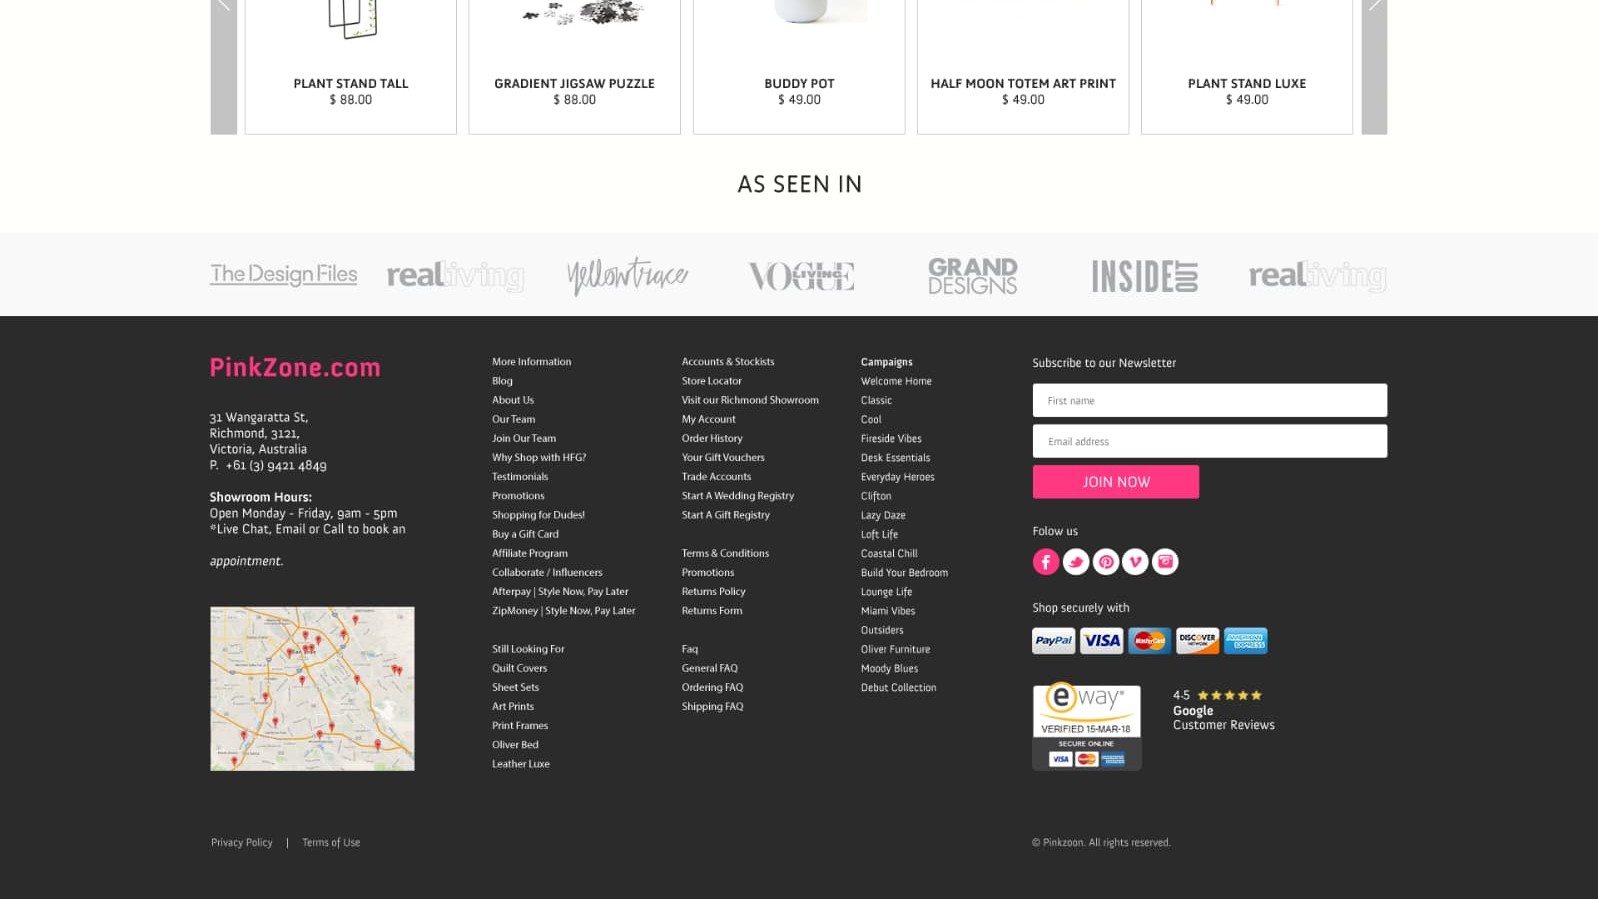 PLANT STAND TALL
$ 88.00
GRADIENT JIGSAW PUZZLE
$ 88.00
BUDDY POT
$ 49.00
HALF MOON TOTEM ART PRINT
$ 49.00
PLANT STAND LUXE
$ 49.00
AS SEEN IN
The Design Files
realliving
yellowtrace
VOGUE LIVING
GRAND DESIGNS
INSIDE OUT
realliving
PinkZone.com
31 Wangaratta St,
Richmond, 3121,
Victoria, Australia
P. +61 (3) 9421 4849
Showroom Hours:
Open Monday - Friday, 9am - 5pm
*Live Chat, Email or Call to book an
appointment.
More Information
Blog
About Us
Our Team
Join Our Team
Why Shop with HFG?
Testimonials
Promotions
Shopping for Dudes!
Buy a Gift Card
Affiliate Program
Collaborate / Influencers
Afterpay | Style Now, Pay Later
ZipMoney | Style Now, Pay Later
Still Looking For
Quilt Covers
Sheet Sets
Art Prints
Print Frames
Oliver Bed
Leather Luxe
Accounts & Stockists
Store Locator
Visit our Richmond Showroom
My Account
Order History
Your Gift Vouchers
Trade Accounts
Start A Wedding Registry
Start A Gift Registry
Terms & Conditions
Promotions
Returns Policy
Returns Form
Faq
General FAQ
Ordering FAQ
Shipping FAQ
Campaigns
Welcome Home
Classic
Cool
Fireside Vibes
Desk Essentials
Everyday Heroes
Clifton
Lazy Daze
Loft Life
Coastal Chill
Build Your Bedroom
Lounge Life
Miami Vibes
Outsiders
Oliver Furniture
Moody Blues
Debut Collection
Subscribe to our Newsletter
First name
Email address
JOIN NOW
Folow us
Shop securely with
PayPal VISA MasterCard DISCOVER NETWORK AMERICAN EXPRESS
eway®
VERIFIED 15-MAR-18
SECURE ONLINE
VISA
4.5
Google
Customer Reviews
Privacy Policy | Terms of Use
© Pinkzoon. All rights reserved.